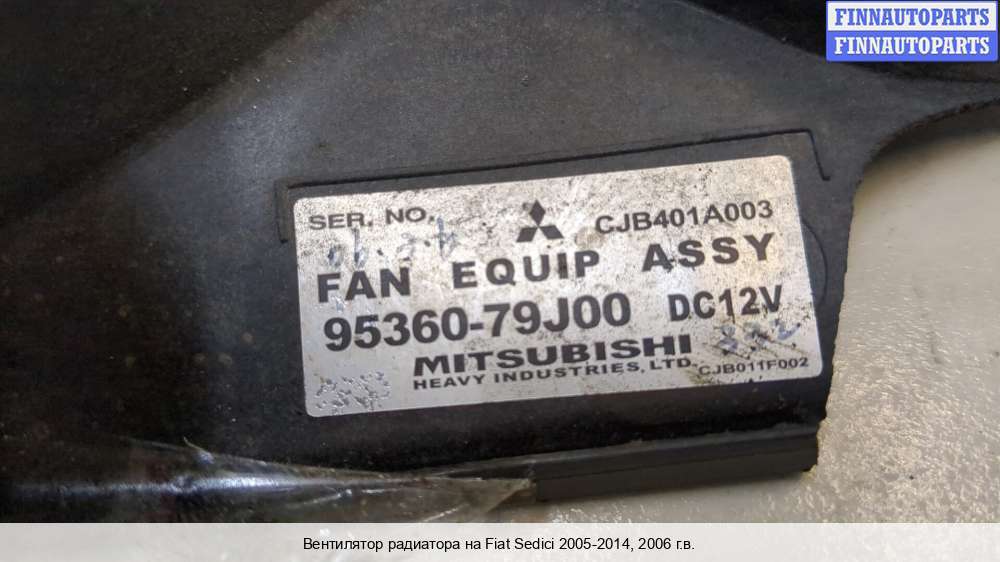 FINNAUTOPARTS
FINNAUTOPARTS
SER. NO.
CJB401A003
FAN EQUIP ASSY
95360-79J00 DC12V
MITSUBISHI
HEAVY INDUSTRIES, LTD.
CJB011F002
Вентилятор радиатора на Fiat Sedici 2005-2014, 2006 г.в.